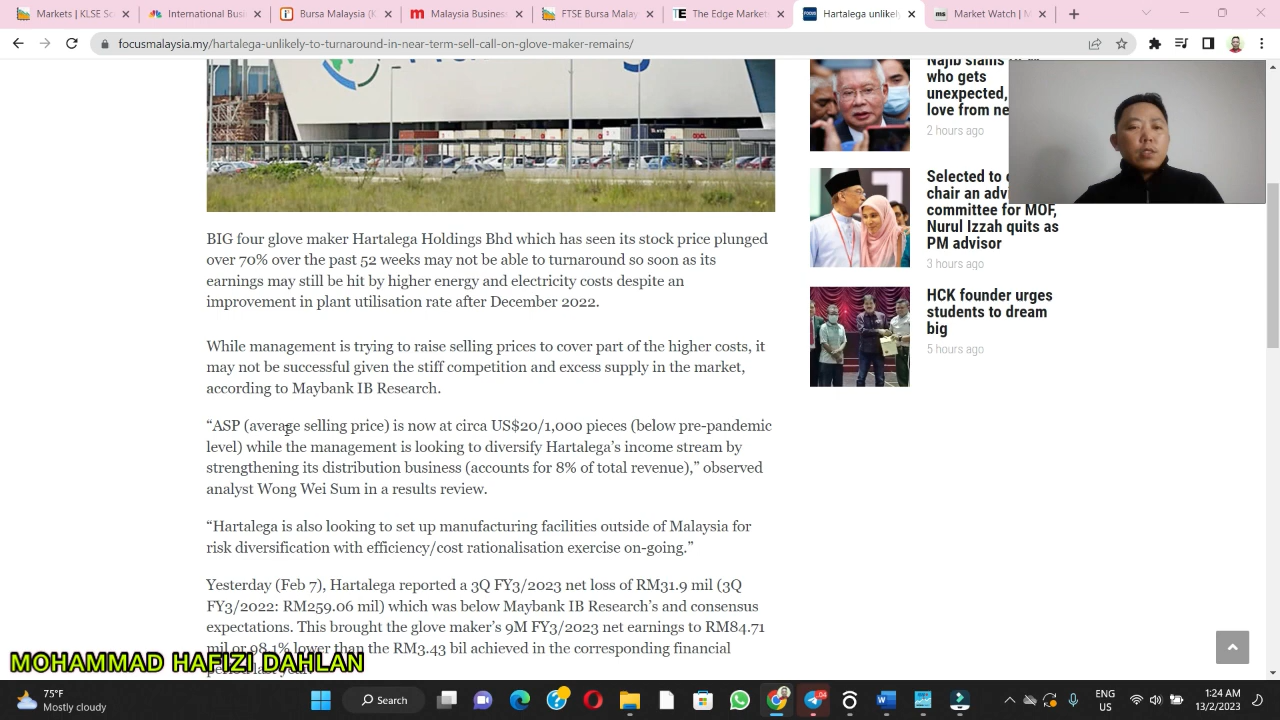 Markets | KLSE Sc
International Busi
Bursa Malaysia (K
Malaysia Business
FTSE Bursa Malay
The Edge Markets
Hartalega unlikely
Market Watch | M
focusmalaysia.my/hartalega-unlikely-to-turnaround-in-near-term-sell-call-on-glove-maker-remains/
who gets
unexpected,
love from ne
2 hours ago
Selected to
chair an advi
committee for MOF,
Nurul Izzah quits as
PM advisor
3 hours ago
HCK founder urges
students to dream
big
5 hours ago
BIG four glove maker Hartalega Holdings Bhd which has seen its stock price plunged
over 70% over the past 52 weeks may not be able to turnaround so soon as its
earnings may still be hit by higher energy and electricity costs despite an
improvement in plant utilisation rate after December 2022.
While management is trying to raise selling prices to cover part of the higher costs, it
may not be successful given the stiff competition and excess supply in the market,
according to Maybank IB Research.
“ASP (average selling price) is now at circa US$20/1,000 pieces (below pre-pandemic
level) while the management is looking to diversify Hartalega’s income stream by
strengthening its distribution business (accounts for 8% of total revenue),” observed
analyst Wong Wei Sum in a results review.
“Hartalega is also looking to set up manufacturing facilities outside of Malaysia for
risk diversification with efficiency/cost rationalisation exercise on-going.”
Yesterday (Feb 7), Hartalega reported a 3Q FY3/2023 net loss of RM31.9 mil (3Q
FY3/2022: RM259.06 mil) which was below Maybank IB Research’s and consensus
expectations. This brought the glove maker’s 9M FY3/2023 net earnings to RM84.71
mil or 98.1% lower than the RM3.43 bil achieved in the corresponding financial
MOHAMMAD HAFIZI DAHLAN
75°F
Mostly cloudy
Search
04
ENG
US
1:24 AM
13/2/2023